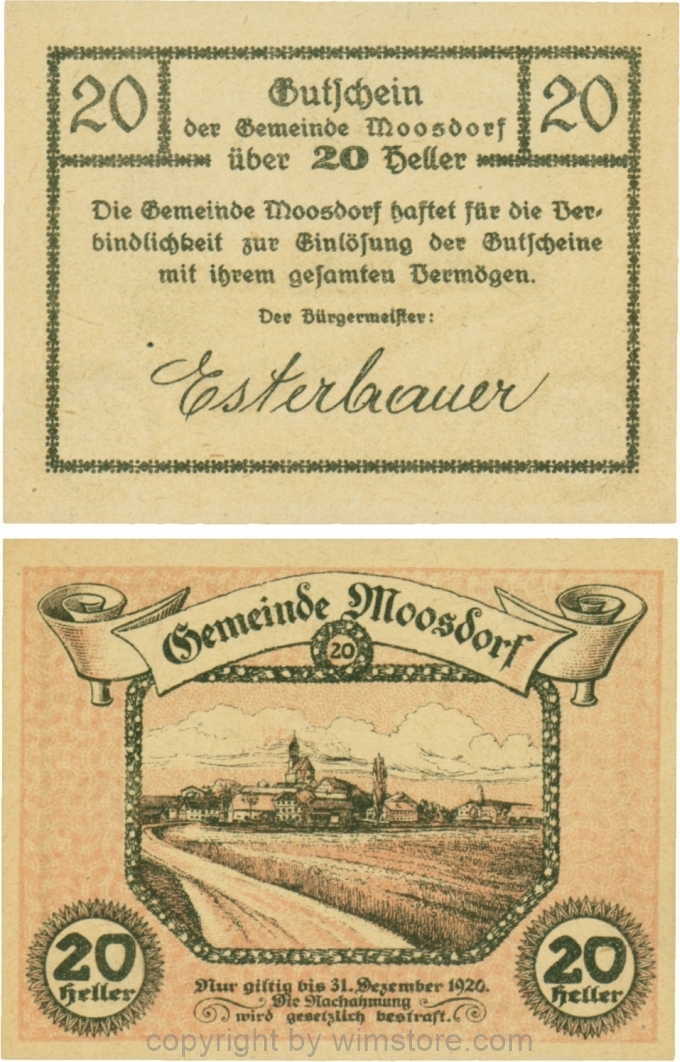 20
20
Gutschein
der Gemeinde Moosdorf
über 20 Heller
Die Gemeinde Moosdorf haftet für die Ver-
bindlichkeit zur Einlösung der Gutscheine
mit ihrem gesamten Vermögen.
Der Bürgermeister:
Esterbauer
Gemeinde Moosdorf
20
20
Heller
20
Heller
Nur giltig bis 31. Dezember 1920.
Die Nachahmung
wird gesetzlich bestraft.
copyright by wimstore.com